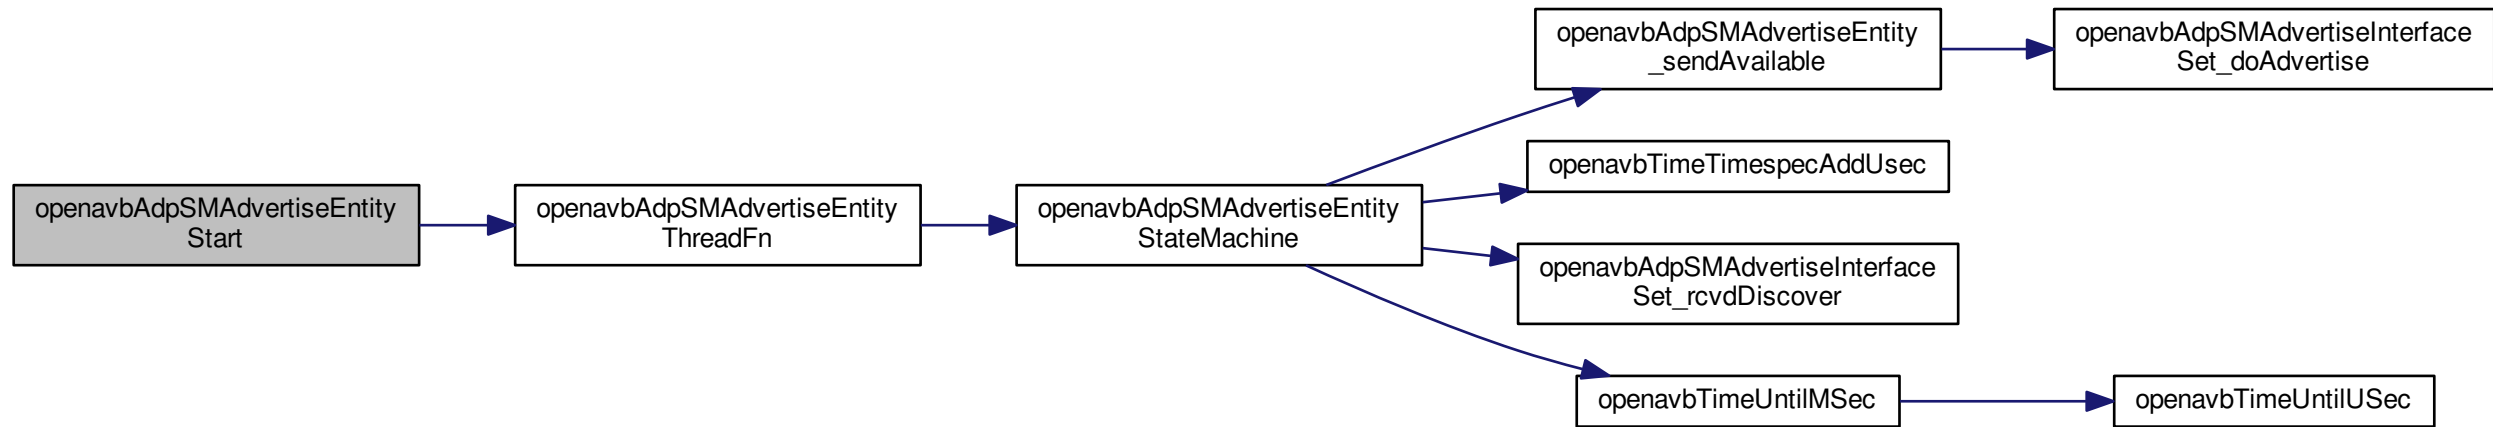 openavbAdpSMAdvertiseEntity
Start
openavbAdpSMAdvertiseEntity
ThreadFn
openavbAdpSMAdvertiseEntity
StateMachine
openavbAdpSMAdvertiseEntity
_sendAvailable
openavbAdpSMAdvertiseInterface
Set_doAdvertise
openavbTimeTimespecAddUsec
openavbAdpSMAdvertiseInterface
Set_rcvdDiscover
openavbTimeUntilMSec
openavbTimeUntilUSec